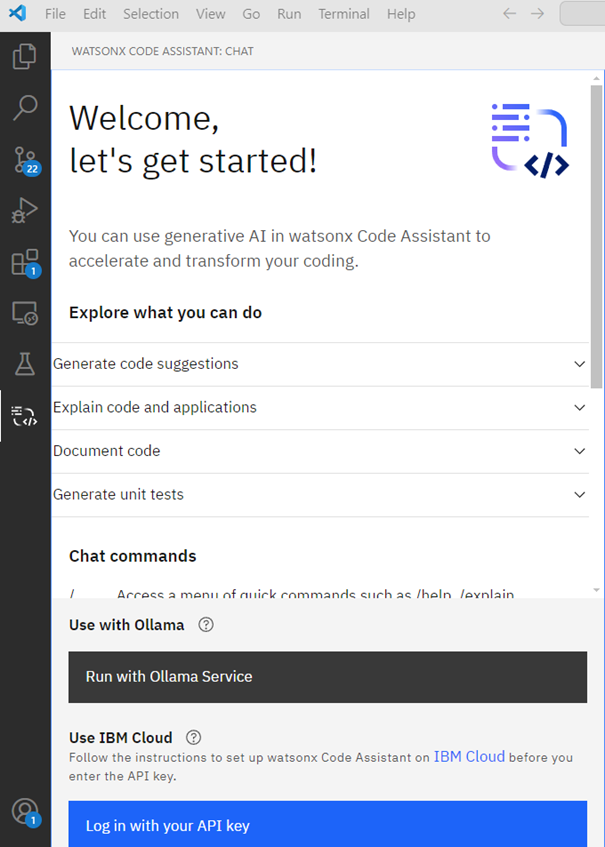 File Edit Selection View Go Run Terminal Help
WATSONX CODE ASSISTANT: CHAT
Welcome,
let's get started!
22
You can use generative AI in watsonx Code Assistant to
accelerate and transform your coding.
1
Explore what you can do
Generate code suggestions
Explain code and applications
Document code
Generate unit tests
Chat commands
/ Access a menu of quick commands such as /help, /explain
Use with Ollama ?
Run with Ollama Service
Use IBM Cloud ?
Follow the instructions to set up watsonx Code Assistant on IBM Cloud before you
enter the API key.
1
Log in with your API key